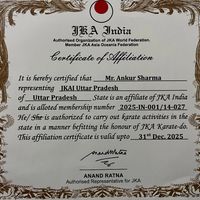 JKA India
Authorised Organization of JKA World Federation.
Member JKA Asia Oceania Federation
Certificate of Affiliation
It is hereby certified that Mr. Ankur Sharma
representing JKAI Uttar Pradesh
of Uttar Pradesh State is an affiliate of JKA India
and is alloted membership number 2025-IN-001/14-027
He/ She is authorized to carry out karate activities in the
state in a manner befitting the honour of JKA Karate-do.
This affiliation certificate valid upto 31st Dec. 2025
ANAND RATNA
Authorised Representative for JKA India